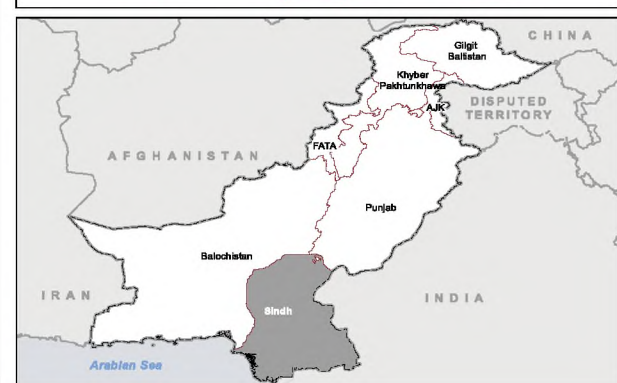 CHINA
Gilgit
Baltistan
Khyber
Pakhtunkhawa
AJK
DISPUTED
TERRITORY
FATA
AFGHANISTAN
Punjab
Balochistan
IRAN
INDIA
Sindh
Arabian Sea